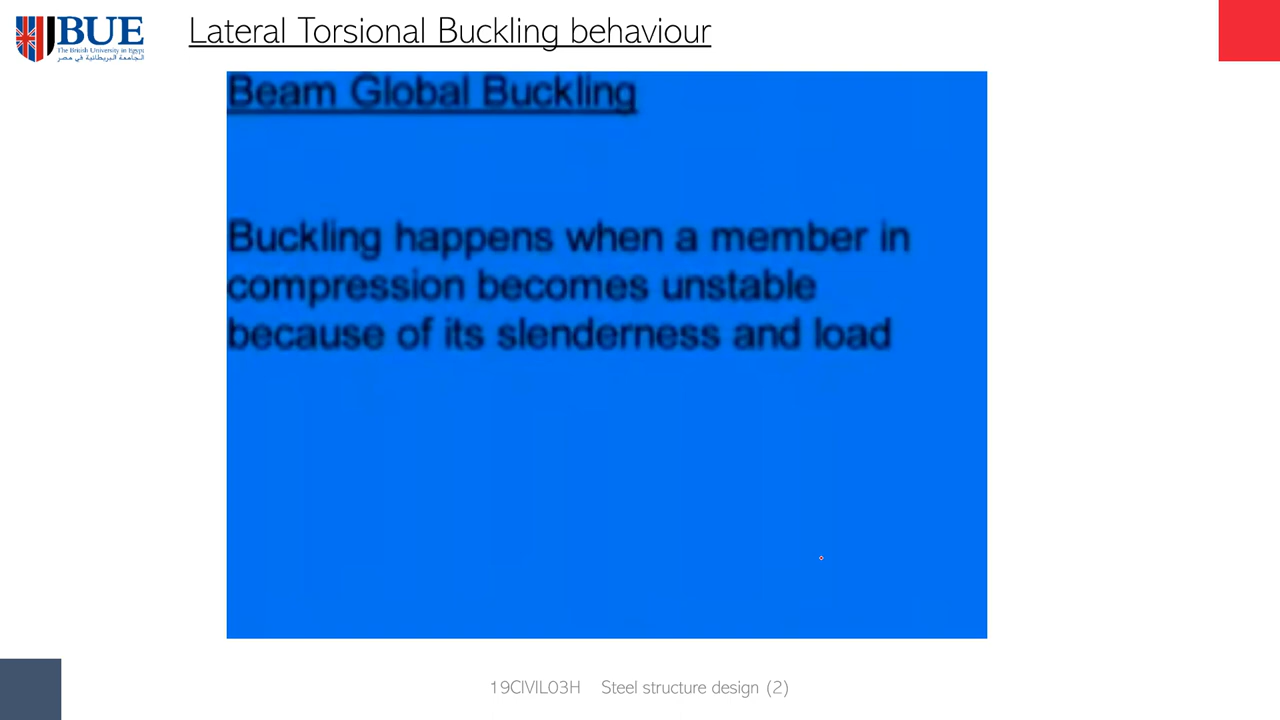 BUE
The British University in Egypt
الجامعة البريطانية في مصر
Lateral Torsional Buckling behaviour
Beam Global Buckling
Buckling happens when a member in
compression becomes unstable
because of its slenderness and load
19CIVIL03H Steel structure design (2)